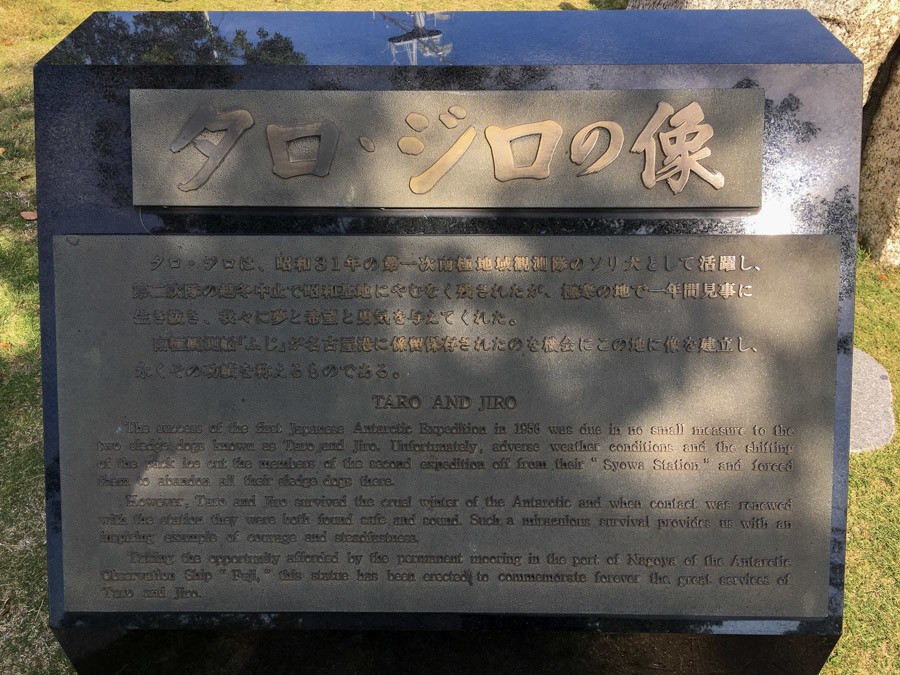 タロ・ジロの像
タロ・ジロは、昭和31年の第一次南極地域観測隊のソリ犬として活躍し、
第二次隊の越冬中止で昭和基地にやむなく残されたが、極寒の地で一年間見事に
生き抜き、我々に夢と希望と勇気を与えてくれた。
南極観測船「ふじ」が名古屋港に係留保存されたのを機会にこの地に像を建立し、
永くその功績を称えるものである。
TARO AND JIRO
The success of the first Japanese Antarctic Expedition in 1956 was due in no small measure to the
two sledge dogs known as Taro and Jiro. Unfortunately, adverse weather conditions and the shifting
of the pack ice cut the members of the second expedition off from their "Syowa Station" and forced
them to abandon all their sledge dogs there.
However, Taro and Jiro survived the cruel winter of the Antarctic and when contact was renewed
with the station they were both found safe and sound. Such a miraculous survival provides us with an
inspiring example of courage and steadfastness.
Taking the opportunity afforded by the permanent mooring in the port of Nagoya of the Antarctic
Observation Ship "Fuji," this statue has been erected to commemorate forever the great services of
Taro and Jiro.